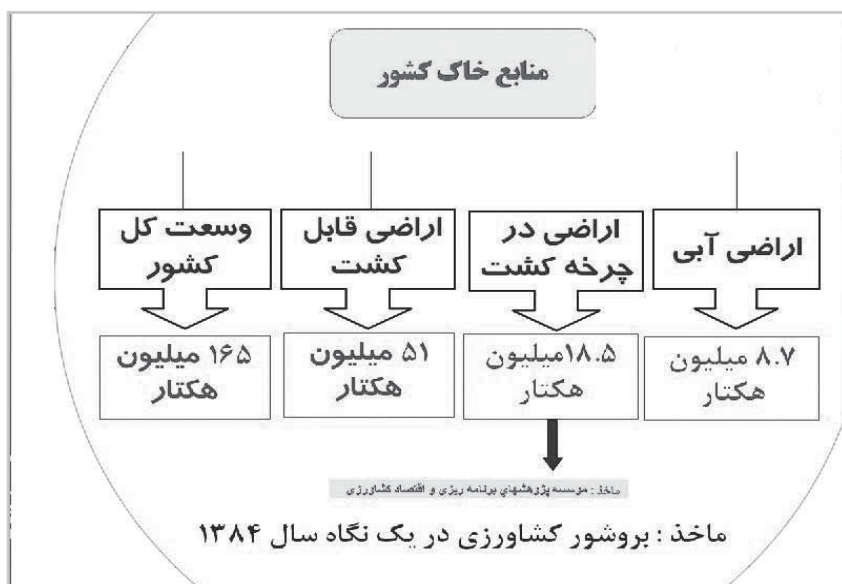 منابع خاک کشور
اراضی آبی
۸.۷ میلیون
هکتار
اراضی در
چرخه کشت
۱۸.۵میلیون
هکتار
اراضی قابل
کشت
۵۱ میلیون
هکتار
وسعت کل
کشور
۱۶۵ میلیون
هکتار
ماخذ : موسسه پژوهشهای برنامه ریزی و اقتصاد کشاورزی
ماخذ : بروشور کشاورزی در یک نگاه سال ۱۳۸۴